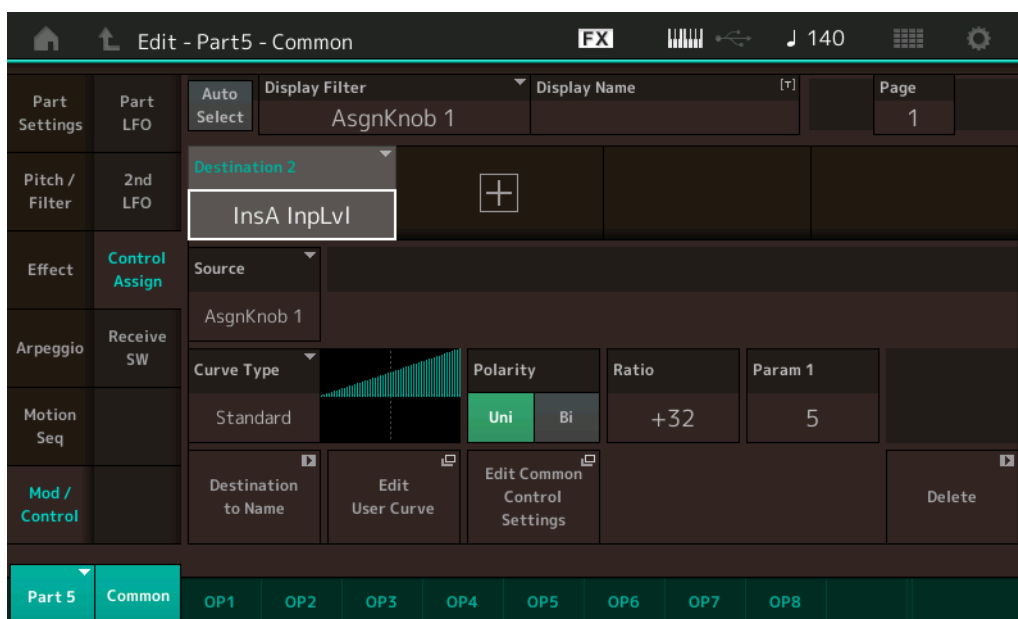 Edit - Part5 - Common FX ♩ 140
Part
Settings
Part
LFO
Auto
Select
Display Filter
AsgnKnob 1
Display Name
[T]
Page
1
Pitch /
Filter
2nd
LFO
Destination 2
InsA InpLvl
Effect
Control
Assign
Source
AsgnKnob 1
Arpeggio
Receive
SW
Curve Type
Standard
Polarity
Uni Bi
Ratio
+32
Param 1
5
Motion
Seq
Mod /
Control
Destination
to Name
Edit
User Curve
Edit Common
Control
Settings
Delete
Part 5 Common OP1 OP2 OP3 OP4 OP5 OP6 OP7 OP8